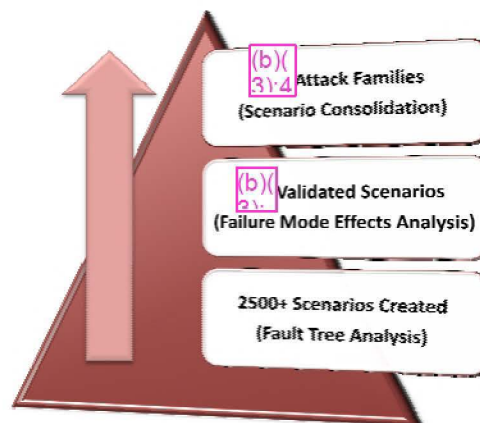 (b)(
3):4
Attack Families
(Scenario Consolidation)
(b)(
3):
Validated Scenarios
(Failure Mode Effects Analysis)
2500+ Scenarios Created
(Fault Tree Analysis)